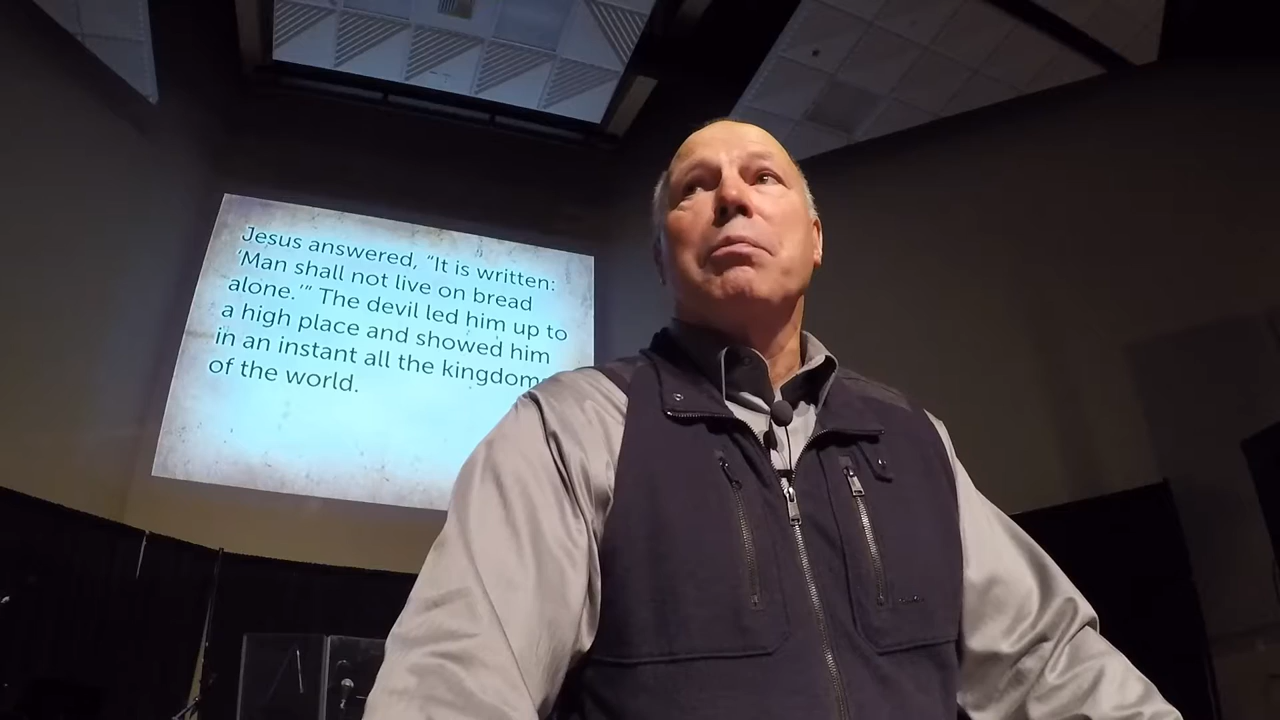 Jesus answered, “It is written:
‘Man shall not live on bread
alone.’” The devil led him up to
a high place and showed him
in an instant all the kingdom
of the world.